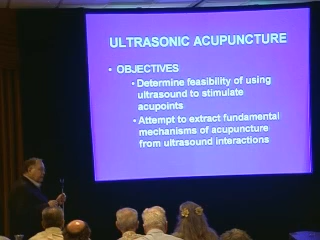 ULTRASONIC ACUPUNCTURE
• OBJECTIVES
• Determine feasibility of using
ultrasound to stimulate
acupoints
• Attempt to extract fundamental
mechanisms of acupuncture
from ultrasound interactions